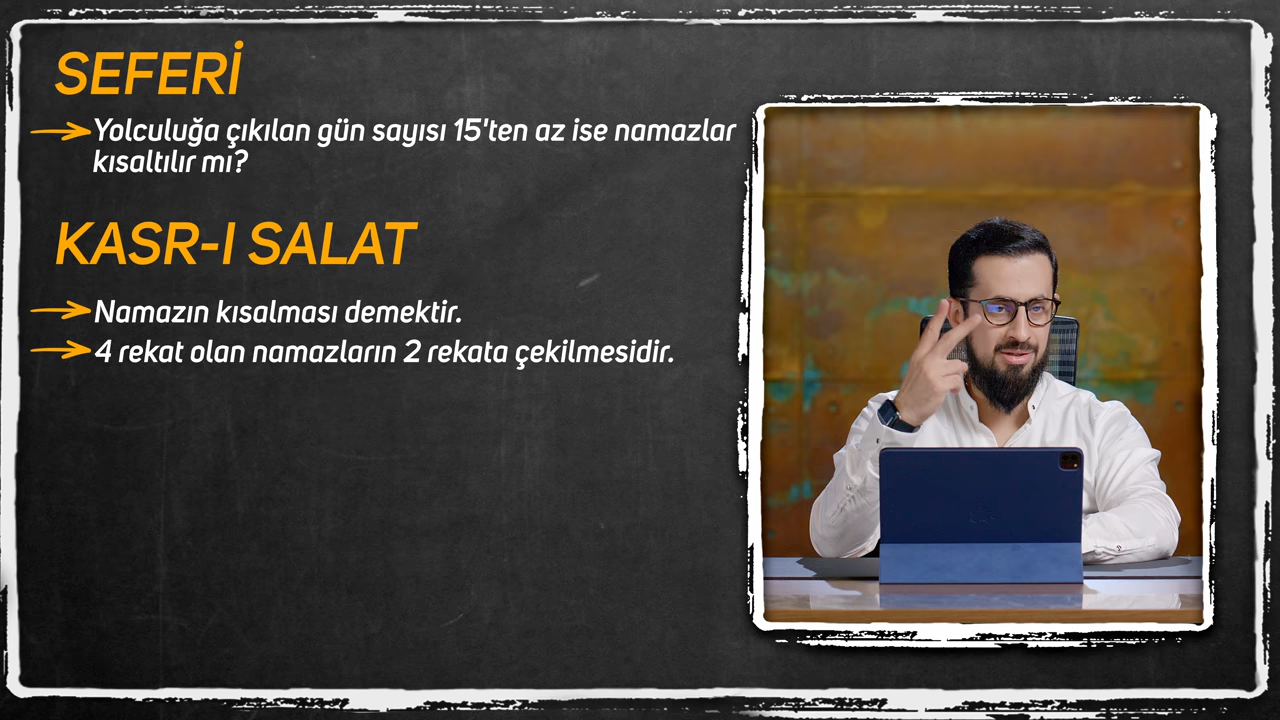 SEFERİ
Yolculuğa çıkılan gün sayısı 15'ten az ise namazlar
kısaltılır mı?
KASR-I SALAT
Namazın kısalması demektir.
4 rekat olan namazların 2 rekata çekilmesidir.